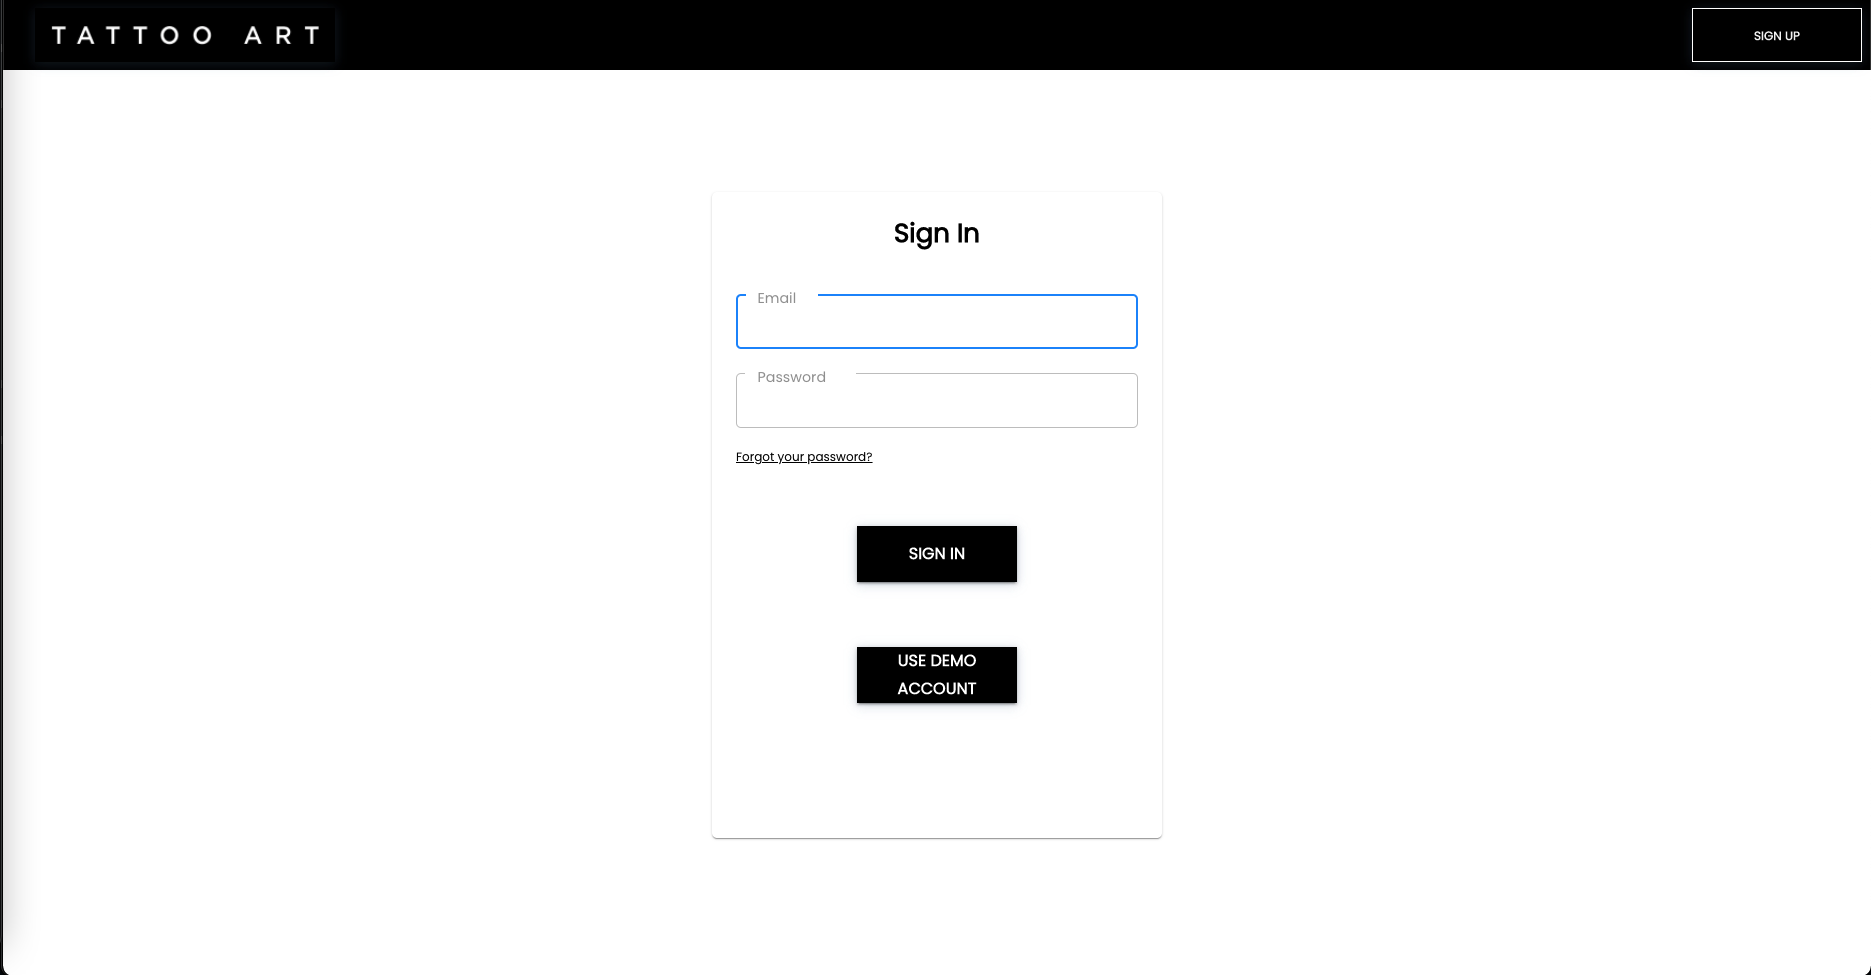 TATTOO ART
SIGN UP
Sign In
Email
Password
Forgot your password?
SIGN IN
USE DEMO
ACCOUNT